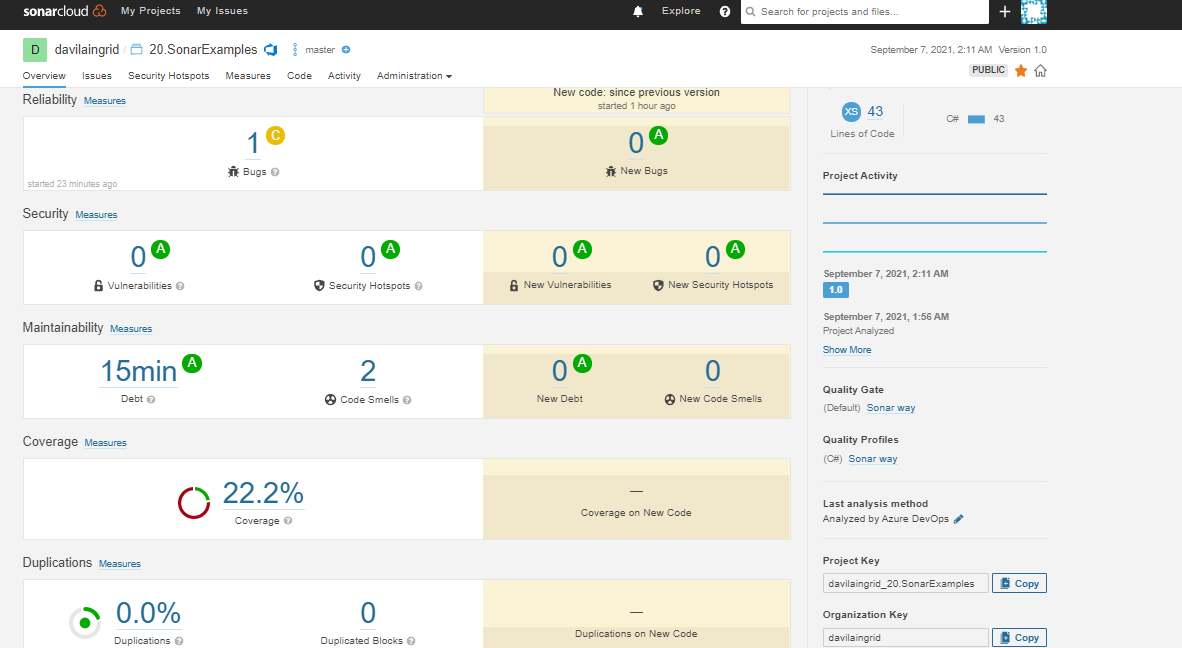 sonarcloud My Projects My Issues Explore Search for projects and files...
D davilaingrid / 20.SonarExamples master
September 7, 2021, 2:11 AM Version 1.0
Overview Issues Security Hotspots Measures Code Activity Administration
PUBLIC
Reliability Measures
New code: since previous version
started 1 hour ago
1 C
Bugs
started 23 minutes ago
0 A
New Bugs
Security Measures
0 A
Vulnerabilities
0 A
Security Hotspots
0 A
New Vulnerabilities
0 A
New Security Hotspots
Maintainability Measures
15min A
Debt
2
Code Smells
0 A
New Debt
0
New Code Smells
Coverage Measures
22.2%
Coverage
—
Coverage on New Code
Duplications Measures
0.0%
Duplications
0
Duplicated Blocks
—
Duplications on New Code
XS 43
Lines of Code
C# 43
Project Activity
September 7, 2021, 2:11 AM
1.0
September 7, 2021, 1:56 AM
Project Analyzed
Show More
Quality Gate
(Default) Sonar way
Quality Profiles
(C#) Sonar way
Last analysis method
Analyzed by Azure DevOps
Project Key
davilaingrid_20.SonarExamples Copy
Organization Key
davilaingrid Copy